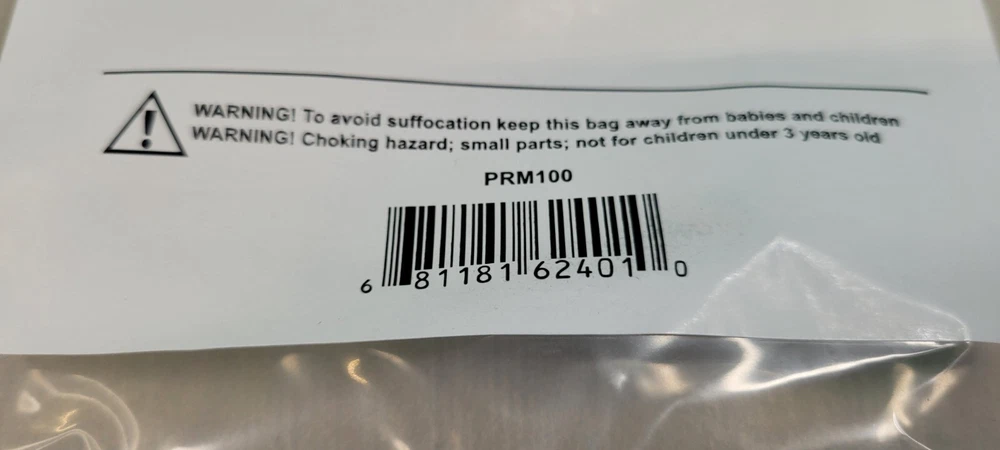 WARNING! To avoid suffocation keep this bag away from babies and children
WARNING! Choking hazard; small parts; not for children under 3 years old
PRM100
6 81181 62401 0